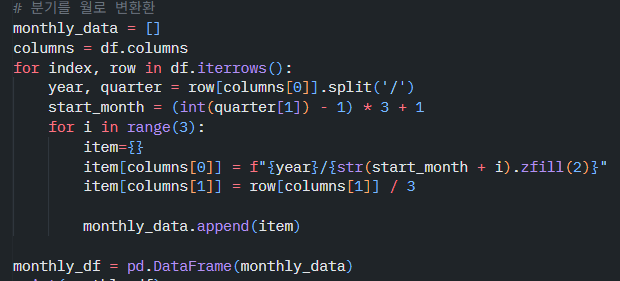 # 분기를 월로 변환환
monthly_data = []
columns = df.columns
for index, row in df.iterrows():
    year, quarter = row[columns[0]].split('/')
    start_month = (int(quarter[1]) - 1) * 3 + 1
    for i in range(3):
        item={}
        item[columns[0]] = f"{year}/{str(start_month + i).zfill(2)}"
        item[columns[1]] = row[columns[1]] / 3
        monthly_data.append(item)
monthly_df = pd.DataFrame(monthly_data)